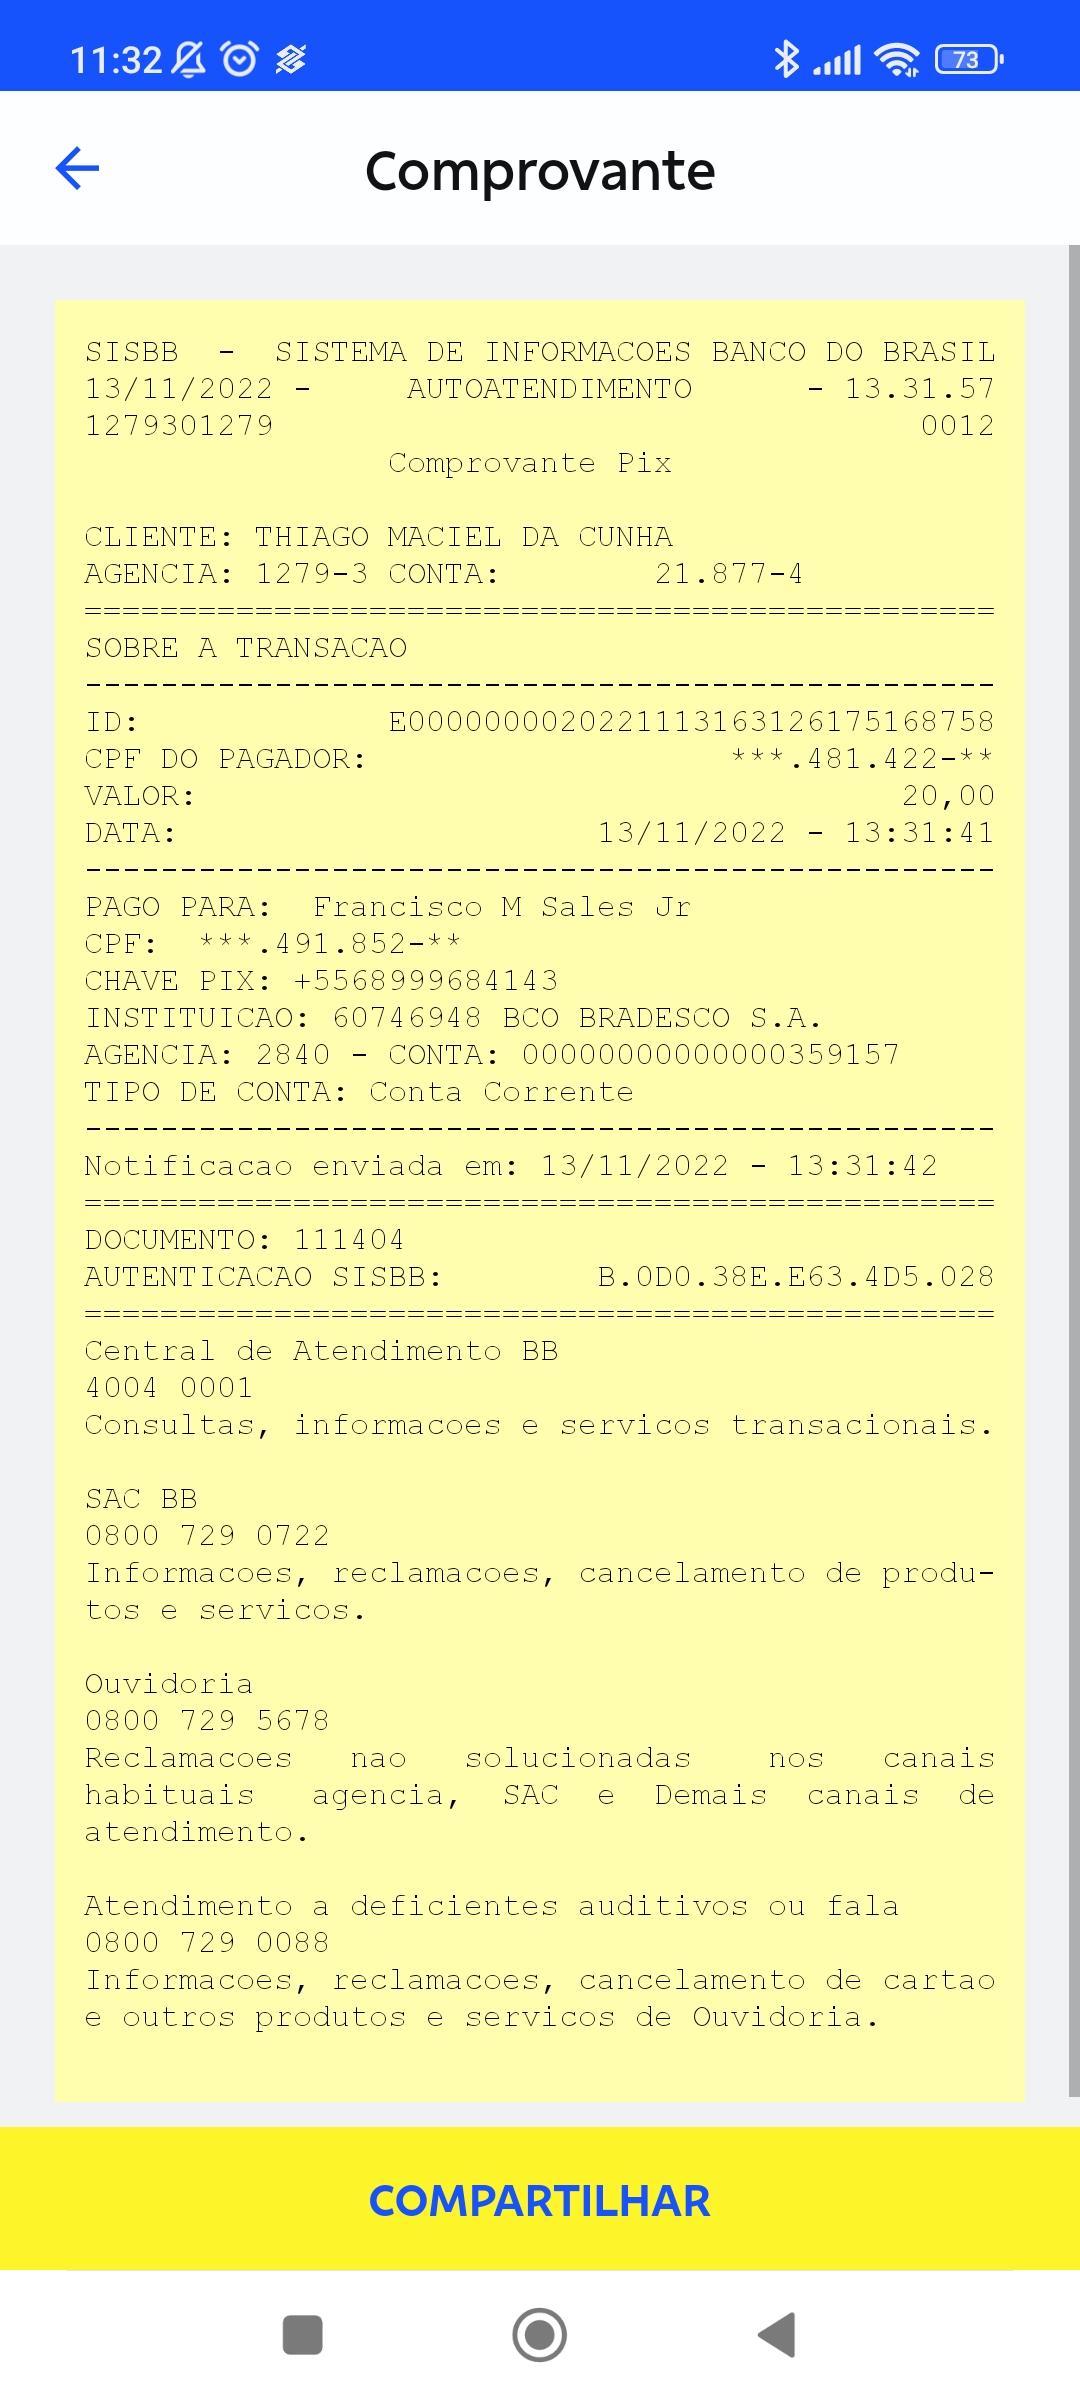 11:32 73
Comprovante
SISBB - SISTEMA DE INFORMACOES BANCO DO BRASIL
13/11/2022 - AUTOATENDIMENTO - 13.31.57
1279301279 0012
Comprovante Pix
CLIENTE: THIAGO MACIEL DA CUNHA
AGENCIA: 1279-3 CONTA: 21.877-4
================================================
SOBRE A TRANSACAO
------------------------------------------------
ID: E00000000202211131631261751687​58
CPF DO PAGADOR: ***.481.422-**
VALOR: 20,00
DATA: 13/11/2022 - 13:31:41
------------------------------------------------
PAGO PARA: Francisco M Sales Jr
CPF: ***.491.852-**
CHAVE PIX: +5568999684143
INSTITUICAO: 60746948 BCO BRADESCO S.A.
AGENCIA: 2840 - CONTA: 00000000000000359157
TIPO DE CONTA: Conta Corrente
------------------------------------------------
Notificacao enviada em: 13/11/2022 - 13:31:42
================================================
DOCUMENTO: 111404
AUTENTICACAO SISBB: B.0D0.38E.E63.4D5.028
================================================
Central de Atendimento BB
4004 0001
Consultas, informacoes e servicos transacionais.
SAC BB
0800 729 0722
Informacoes, reclamacoes, cancelamento de produ-
tos e servicos.
Ouvidoria
0800 729 5678
Reclamacoes nao solucionadas nos canais
habituais agencia, SAC e Demais canais de
atendimento.
Atendimento a deficientes auditivos ou fala
0800 729 0088
Informacoes, reclamacoes, cancelamento de cartao
e outros produtos e servicos de Ouvidoria.
COMPARTILHAR